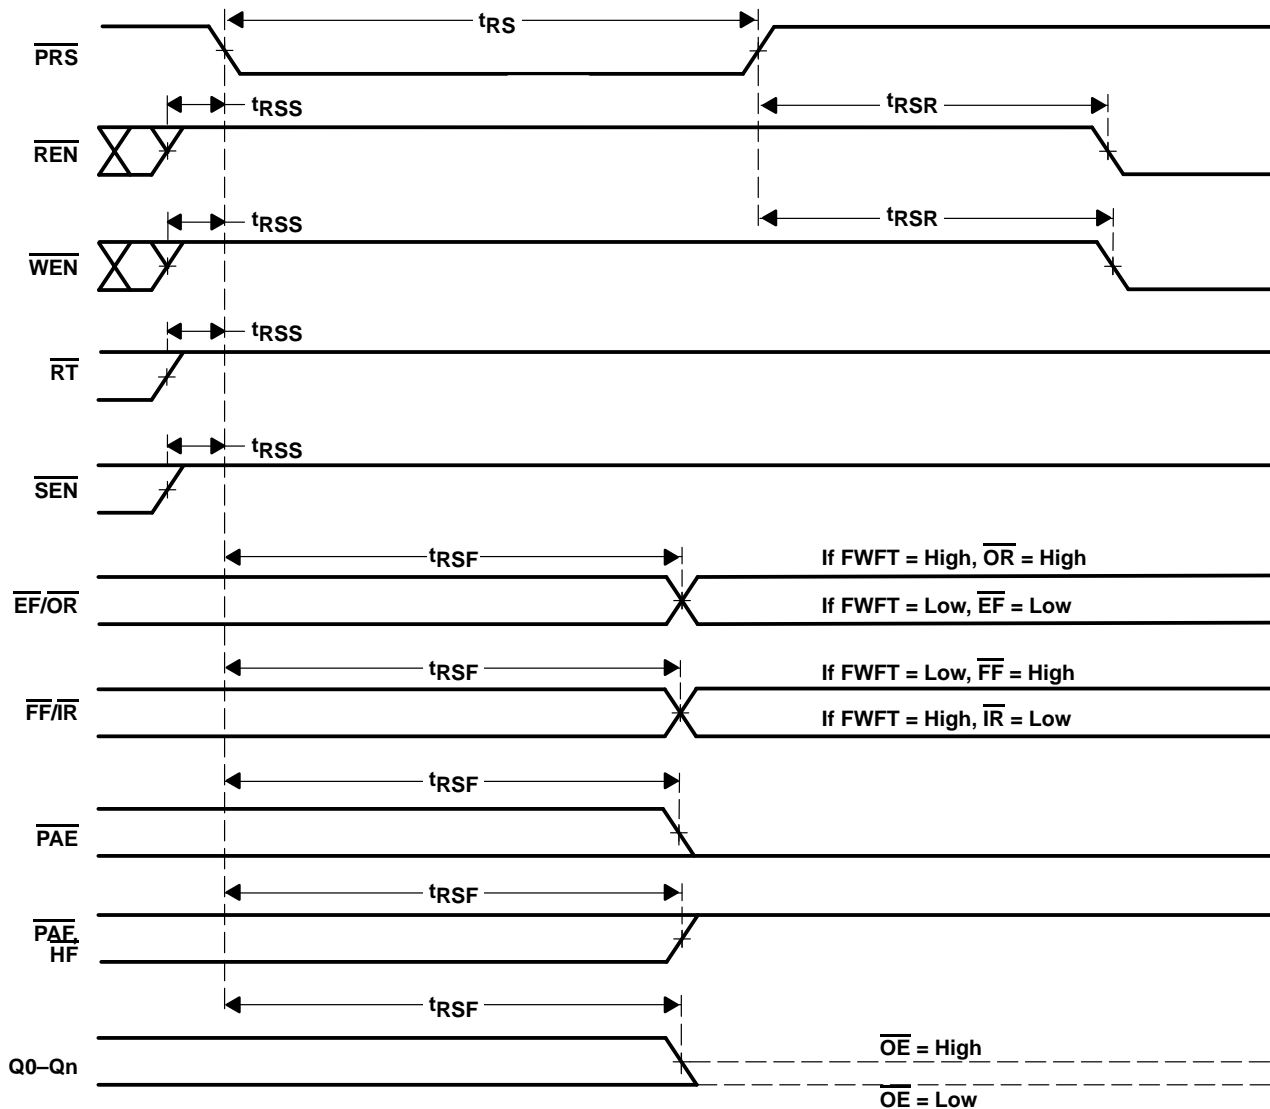 tRS
PRS
tRSS
tRSR
REN
tRSS
tRSR
WEN
tRSS
RT
tRSS
SEN
tRSF
If FWFT = High, OR = High
EF/OR
If FWFT = Low, EF = Low
tRSF
If FWFT = Low, FF = High
FF/IR
If FWFT = High, IR = Low
tRSF
PAE
tRSF
PAF,
HF
tRSF
OE = High
Q0–Qn
OE = Low